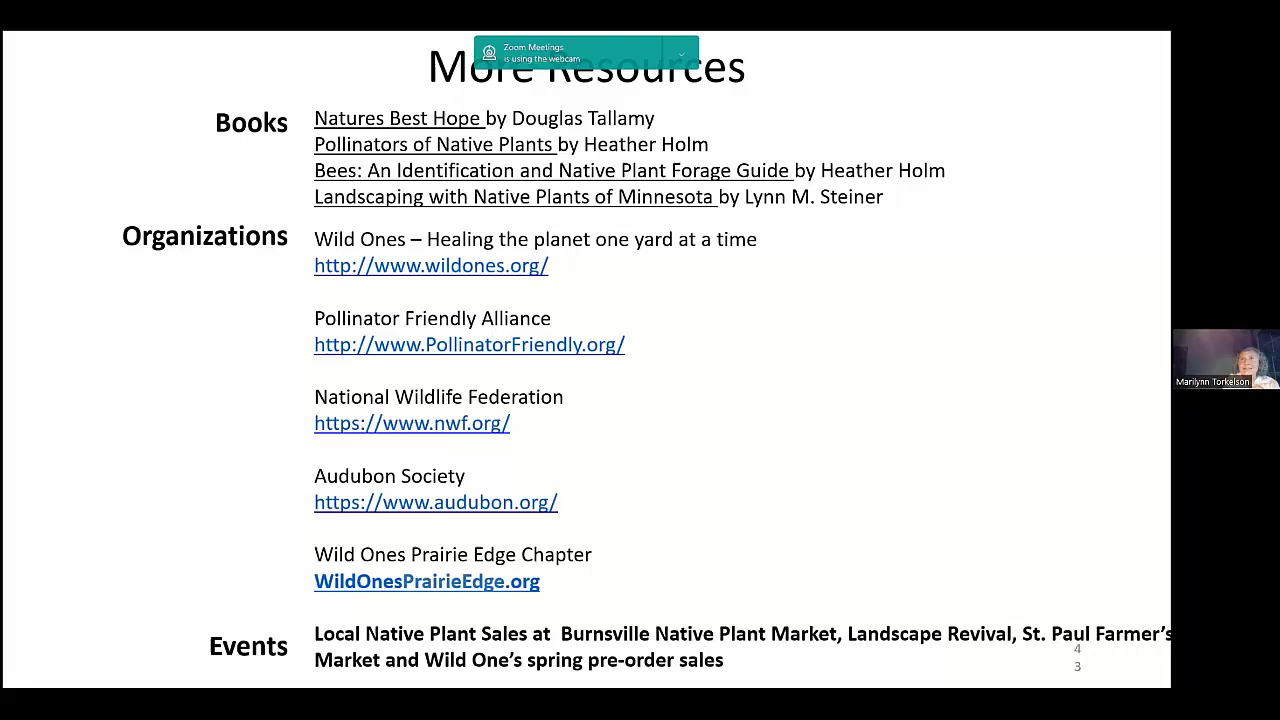 Zoom Meetings
is using the webcam
More Resources
Books
Natures Best Hope by Douglas Tallamy
Pollinators of Native Plants by Heather Holm
Bees: An Identification and Native Plant Forage Guide by Heather Holm
Landscaping with Native Plants of Minnesota by Lynn M. Steiner
Organizations
Wild Ones – Healing the planet one yard at a time
http://www.wildones.org/
Pollinator Friendly Alliance
http://www.PollinatorFriendly.org/
National Wildlife Federation
https://www.nwf.org/
Audubon Society
https://www.audubon.org/
Wild Ones Prairie Edge Chapter
WildOnesPrairieEdge.org
Events
Local Native Plant Sales at Burnsville Native Plant Market, Landscape Revival, St. Paul Farmer's
Market and Wild One's spring pre-order sales
4
3
Marilynn Torkelson